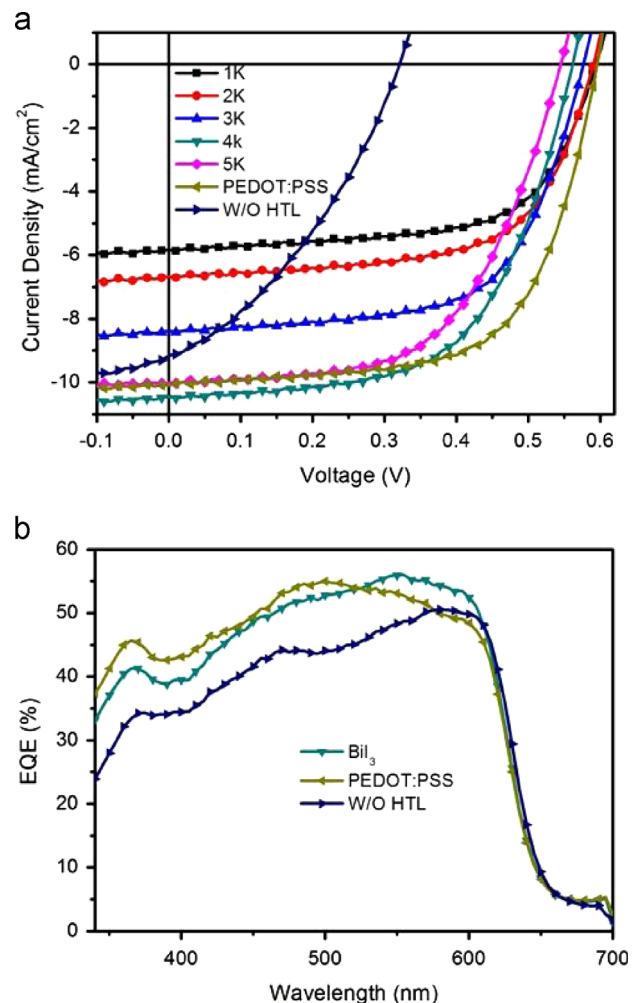 a
0
-2
-4
-6
-8
-10
Current Density (mA/cm²)
1K
2K
3K
4k
5K
PEDOT:PSS
W/O HTL
-0.1 0.0 0.1 0.2 0.3 0.4 0.5 0.6
Voltage (V)
b
60
50
40
30
20
10
0
EQE (%)
BiI₃
PEDOT:PSS
W/O HTL
400 500 600 700
Wavelength (nm)